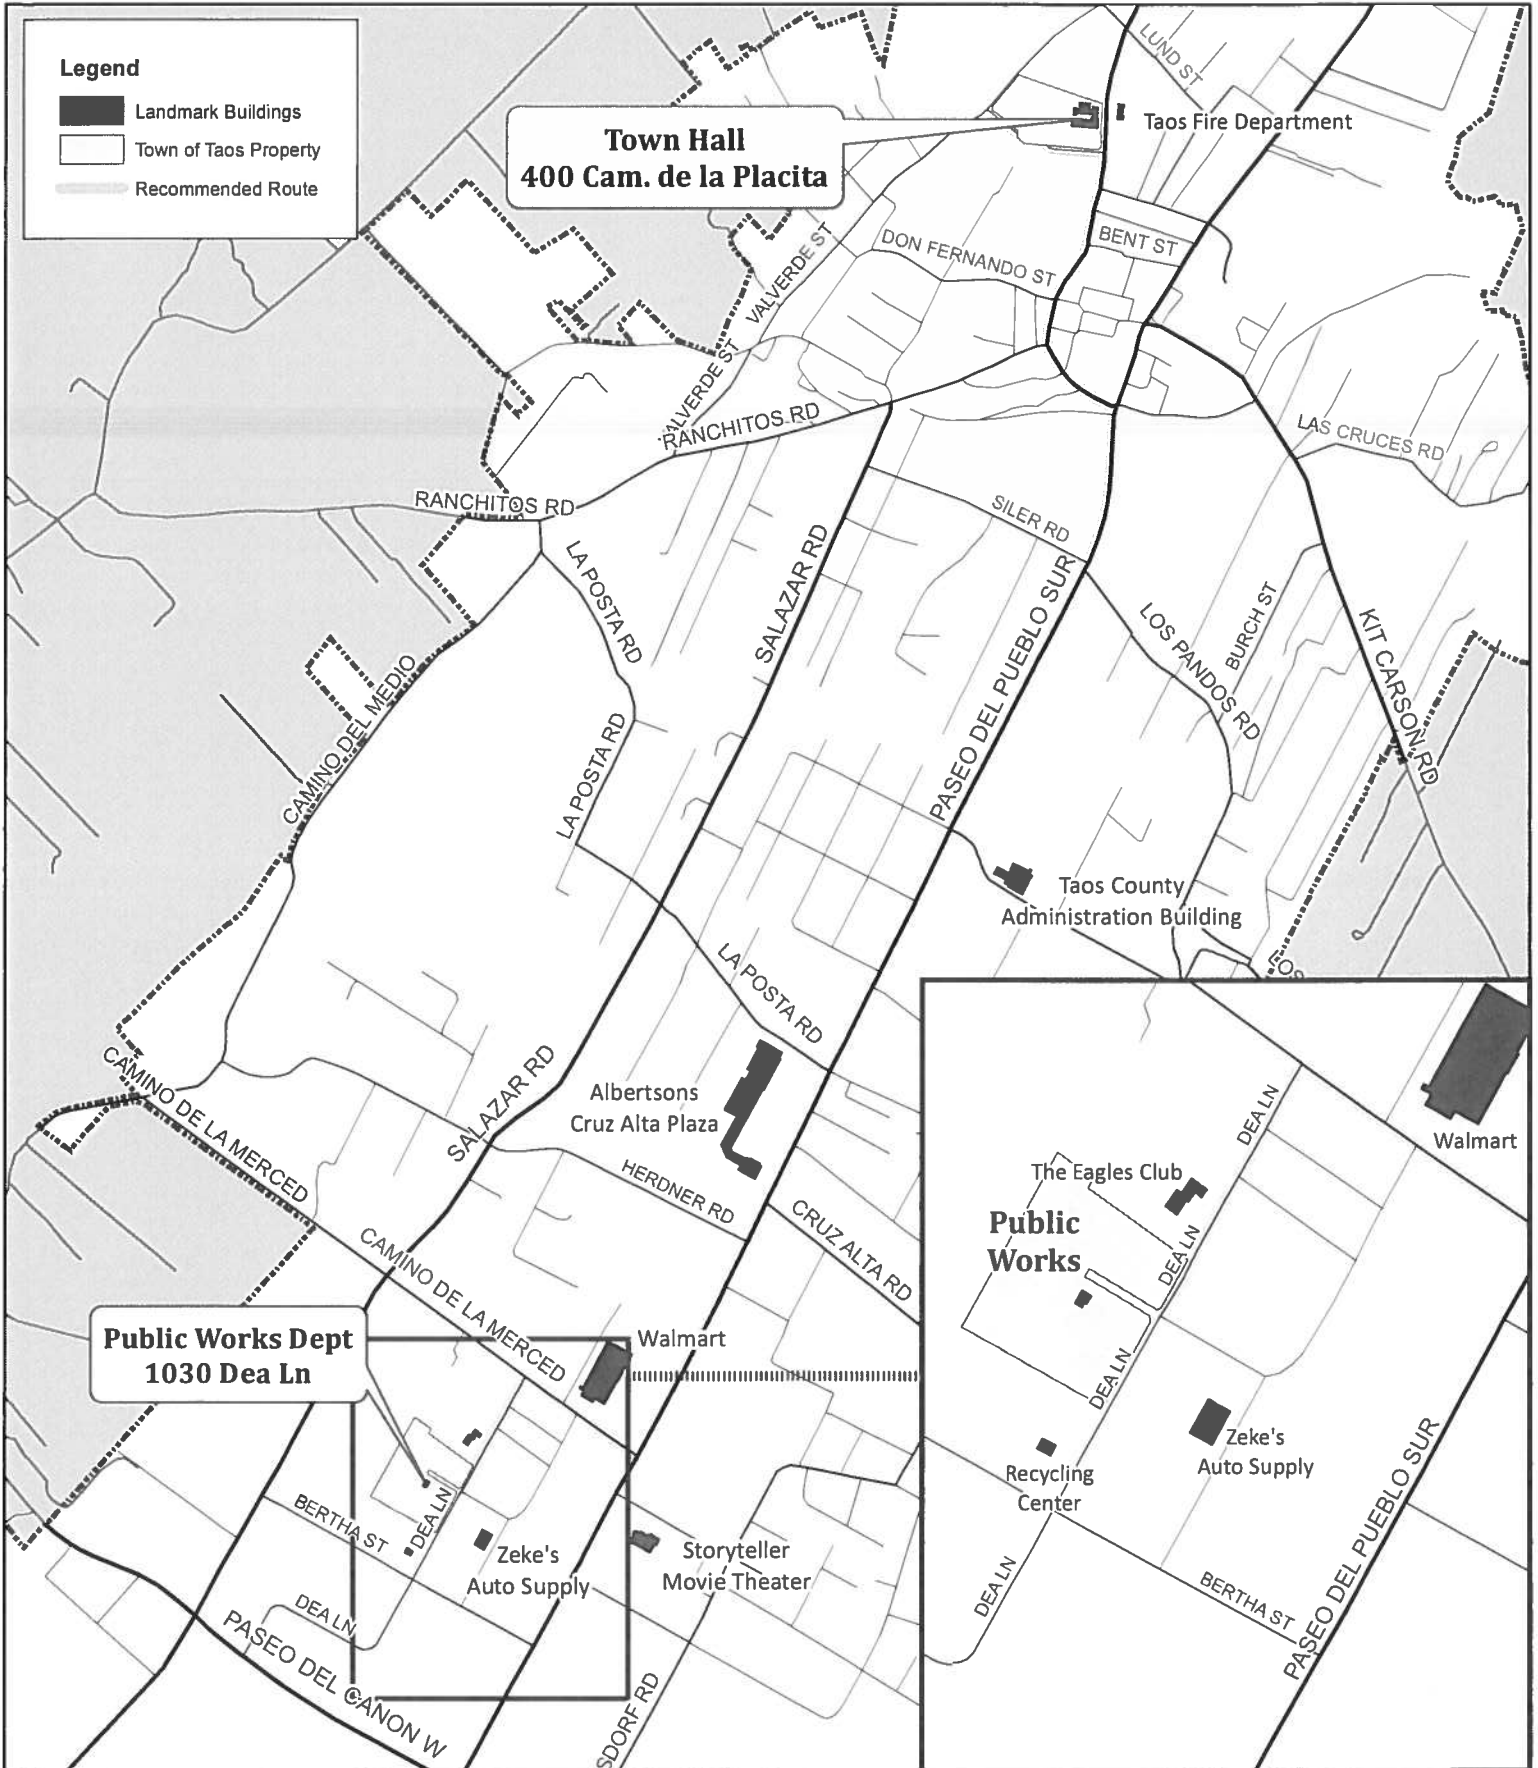 Legend
Landmark Buildings
Town of Taos Property
Recommended Route
Town Hall
400 Cam. de la Placita
LUND ST
Taos Fire Department
BENT ST
DON FERNANDO ST
VALVERDE ST
VALVERDE ST
RANCHITOS RD
RANCHITOS RD
LAS CRUCES RD
SILER RD
LA POSTA RD
SALAZAR RD
PASEO DEL PUEBLO SUR
LOS PANDOS RD
BURCH ST
KIT CARSON RD
CAMINO DEL MEDIO
LA POSTA RD
Taos County
Administration Building
LOS
LA POSTA RD
CAMINO DE LA MERCED
SALAZAR RD
Albertsons
Cruz Alta Plaza
HERDNER RD
CRUZ ALTA RD
CAMINO DE LA MERCED
Walmart
Public Works Dept
1030 Dea Ln
BERTHA ST
DEA LN
Zeke's
Auto Supply
Storyteller
Movie Theater
DEA LN
PASEO DEL CANON W
SDORF RD
Walmart
DEA LN
The Eagles Club
Public
Works
DEA LN
DEA LN
Zeke's
Auto Supply
Recycling
Center
DEA LN
BERTHA ST
PASEO DEL PUEBLO SUR